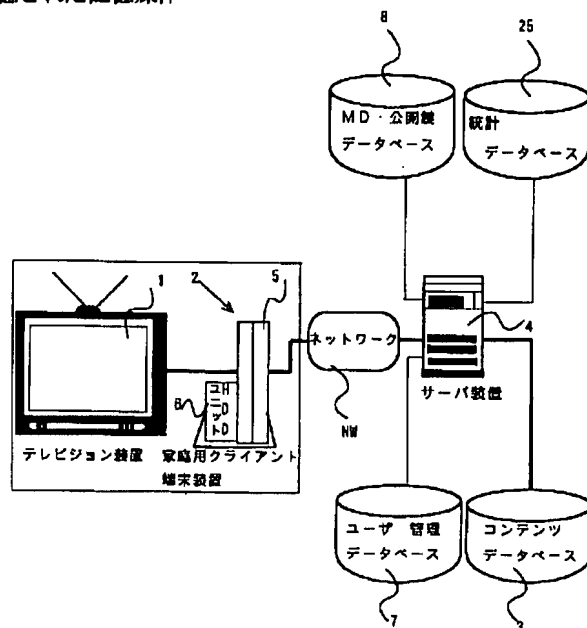 8
25
MD・公開鍵
データベース
統計
データベース
1
2
5
4
ネットワーク
サーバ装置
NW
6
HDD
ユニット
テレビジョン装置
家庭用クライアント
端末装置
ユーザ 管理
データベース
コンテンツ
データベース
7
3